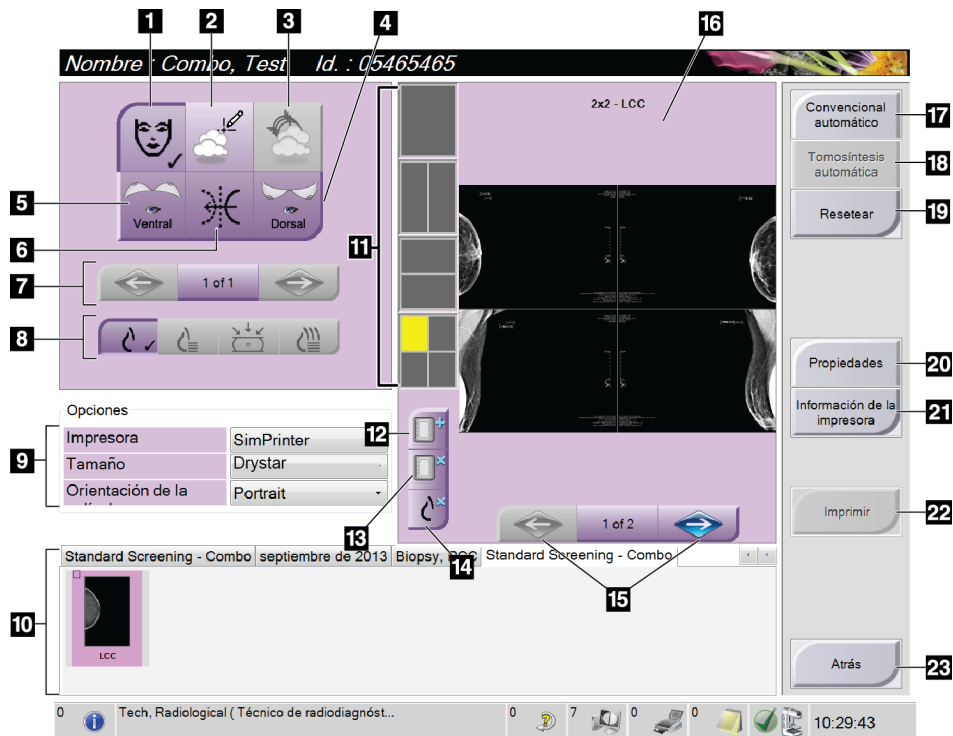 1 2 3 4
Nombre : Combo, Test Id. : 05465465
16
2x2 - LCC
Convencional automático 17
Tomosíntesis automática 18
Resetear 19
5 Ventral Dorsal
6
11
7 1 of 1
8
Propiedades 20
Información de la impresora 21
Opciones
9
Impresora SimPrinter
Tamaño Drystar
Orientación de la Portrait
12
13
14
1 of 2
15
Imprimir 22
Standard Screening - Combo septiembre de 2013 Biopsy, Standard Screening - Combo
10
LCC
Atrás 23
0 Tech, Radiological ( Técnico de radiodiagnóst... 0 7 0 0 10:29:43